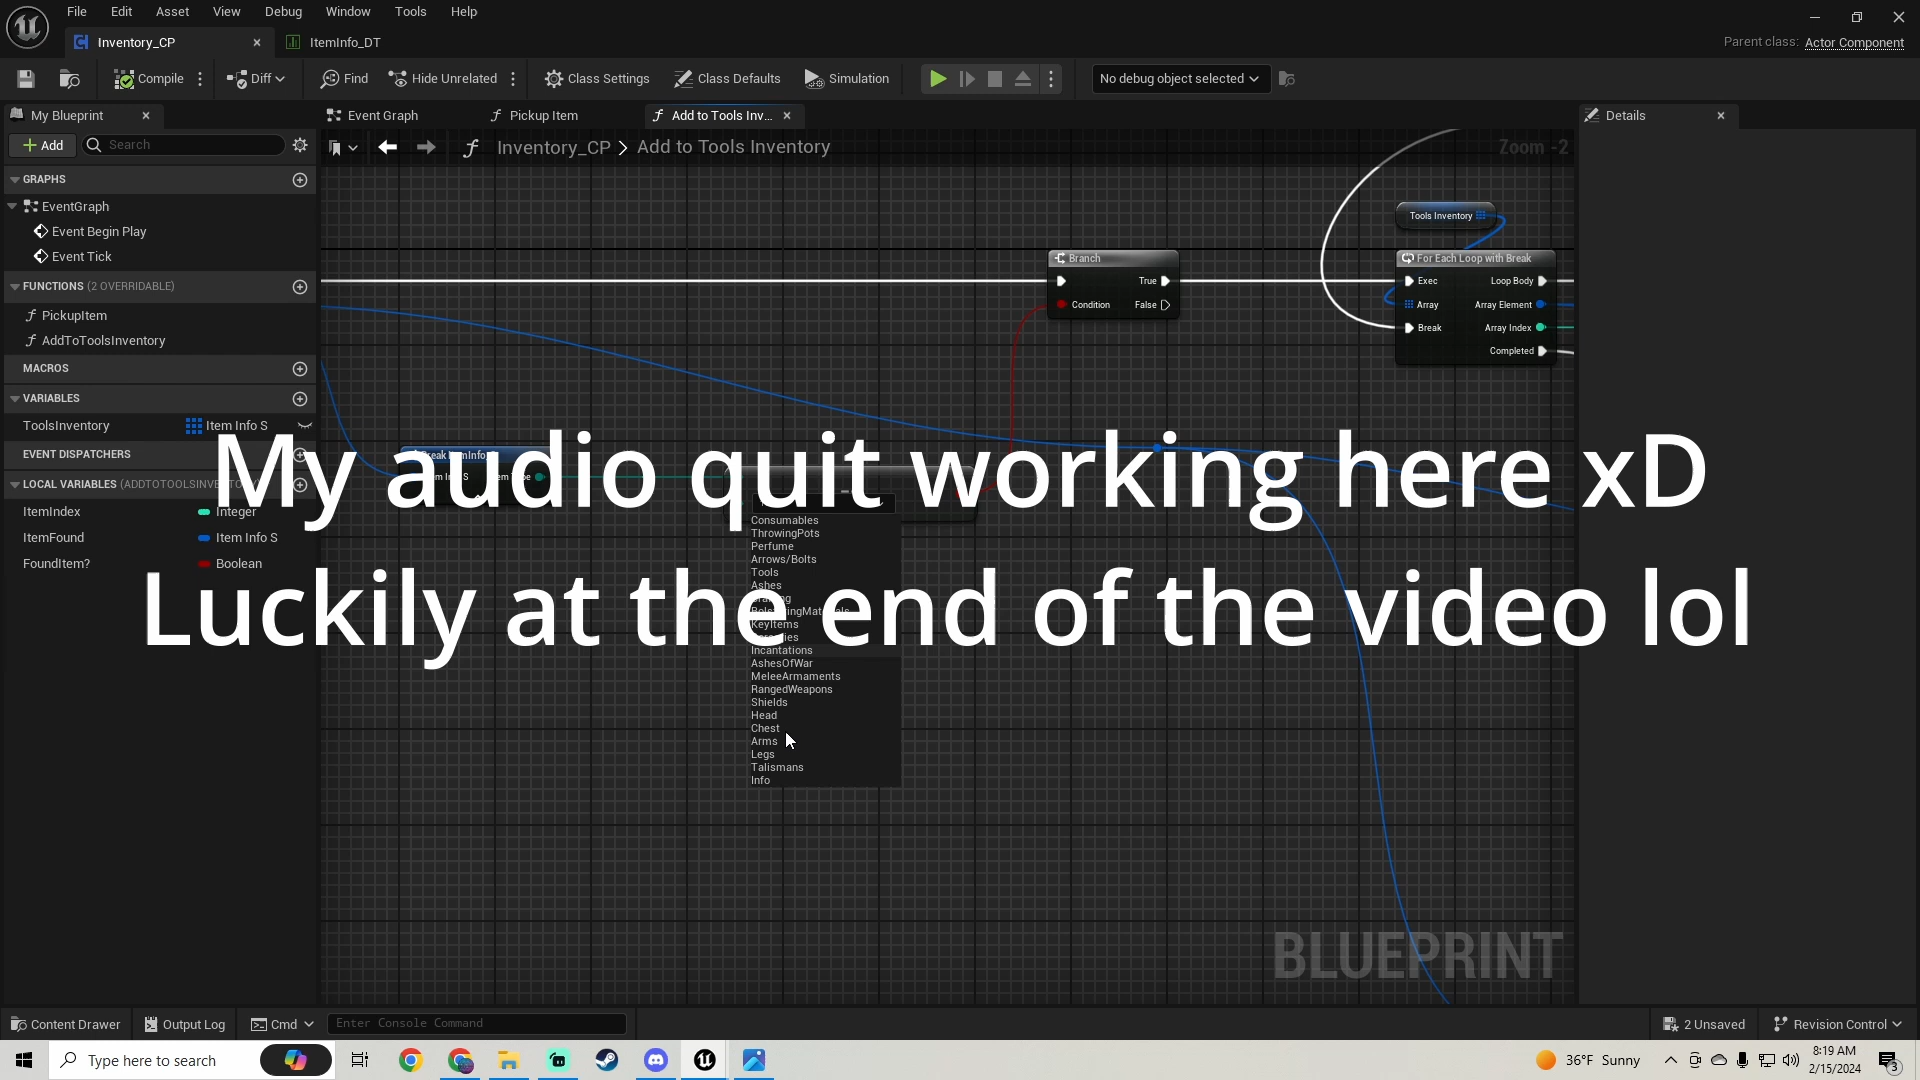 File Edit Asset View Debug Window Tools Help
Inventory_CP
ItemInfo_DT
Parent class: Actor Component
Compile Diff Find Hide Unrelated Class Settings Class Defaults Simulation No debug object selected
My Blueprint
Event Graph
Pickup Item
Add to Tools Inv...
Details
Add Search
Inventory_CP > Add to Tools Inventory
Zoom -2
GRAPHS
EventGraph
Event Begin Play
Event Tick
FUNCTIONS (2 OVERRIDABLE)
PickupItem
AddToToolsInventory
MACROS
VARIABLES
ToolsInventory Item Info S
EVENT DISPATCHERS
LOCAL VARIABLES
ItemIndex Integer
ItemFound Item Info S
FoundItem? Boolean
Branch
True
Condition False
Tools Inventory
For Each Loop with Break
Exec Loop Body
Array Array Element
Break Array Index
Completed
My audio quit working here xD
Luckily at the end of the video lol
Consumables
ThrowingPots
Perfume
Arrows/Bolts
Tools
Ashes
KeyItems
Incantations
AshesOfWar
MeleeArmaments
RangedWeapons
Shields
Head
Chest
Arms
Legs
Talismans
Info
BLUEPRINT
Content Drawer Output Log Cmd Enter Console Command 2 Unsaved Revision Control
Type here to search
36°F Sunny
8:19 AM
2/15/2024
3